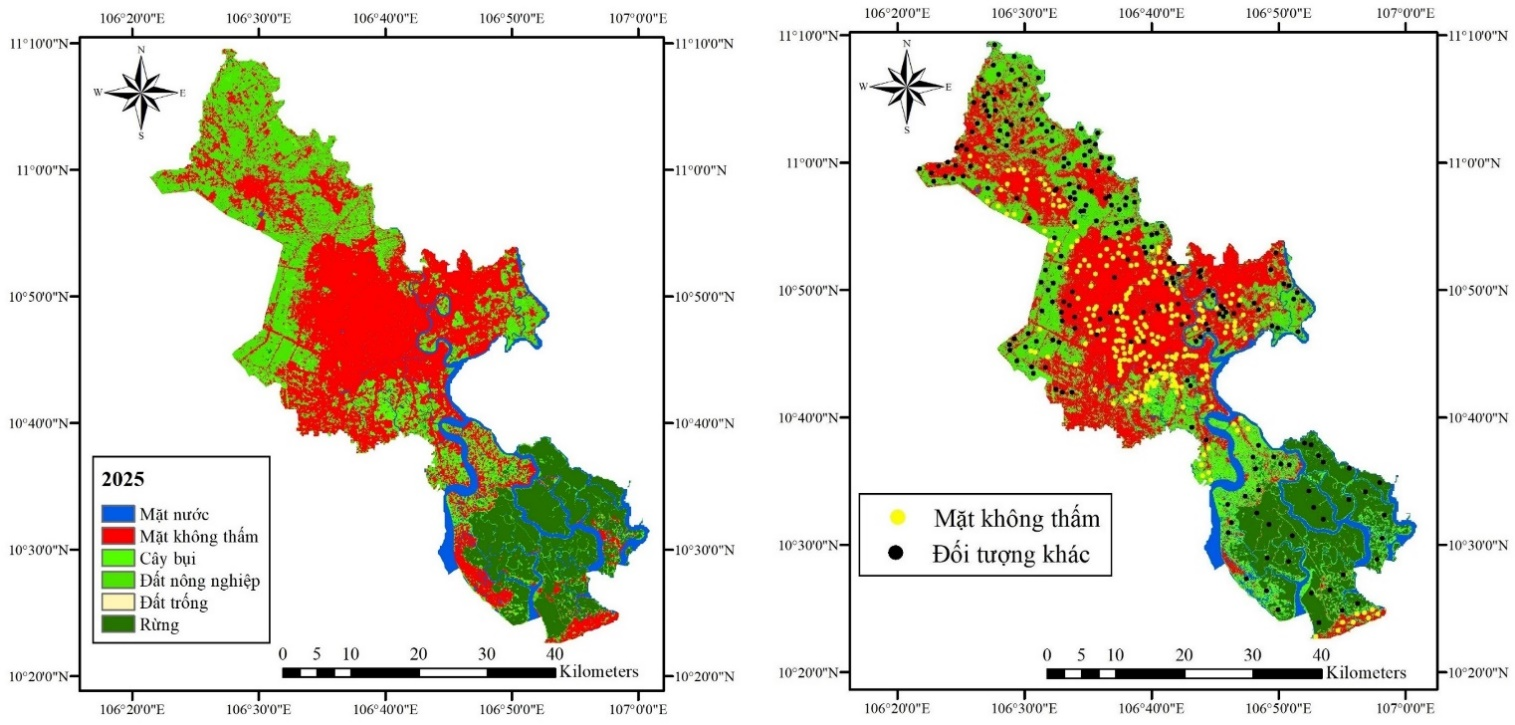 106°20'0"E 106°30'0"E 106°40'0"E 106°50'0"E 107°0'0"E
11°10'0"N 11°10'0"N
N
W E
S
11°0'0"N 11°0'0"N
10°50'0"N 10°50'0"N
10°40'0"N 10°40'0"N
2025
Mặt nước
Mặt không thấm
Cây bụi
Đất nông nghiệp
Đất trống
Rừng
10°30'0"N 10°30'0"N
0 5 10 20 30 40
Kilometers
10°20'0"N 10°20'0"N
106°20'0"E 106°30'0"E 106°40'0"E 106°50'0"E 107°0'0"E
106°20'0"E 106°30'0"E 106°40'0"E 106°50'0"E 107°0'0"E
11°10'0"N 11°10'0"N
N
W E
S
11°0'0"N 11°0'0"N
10°50'0"N 10°50'0"N
10°40'0"N 10°40'0"N
Mặt không thấm
Đối tượng khác
10°30'0"N 10°30'0"N
0 5 10 20 30 40
Kilometers
10°20'0"N 10°20'0"N
106°20'0"E 106°30'0"E 106°40'0"E 106°50'0"E 107°0'0"E